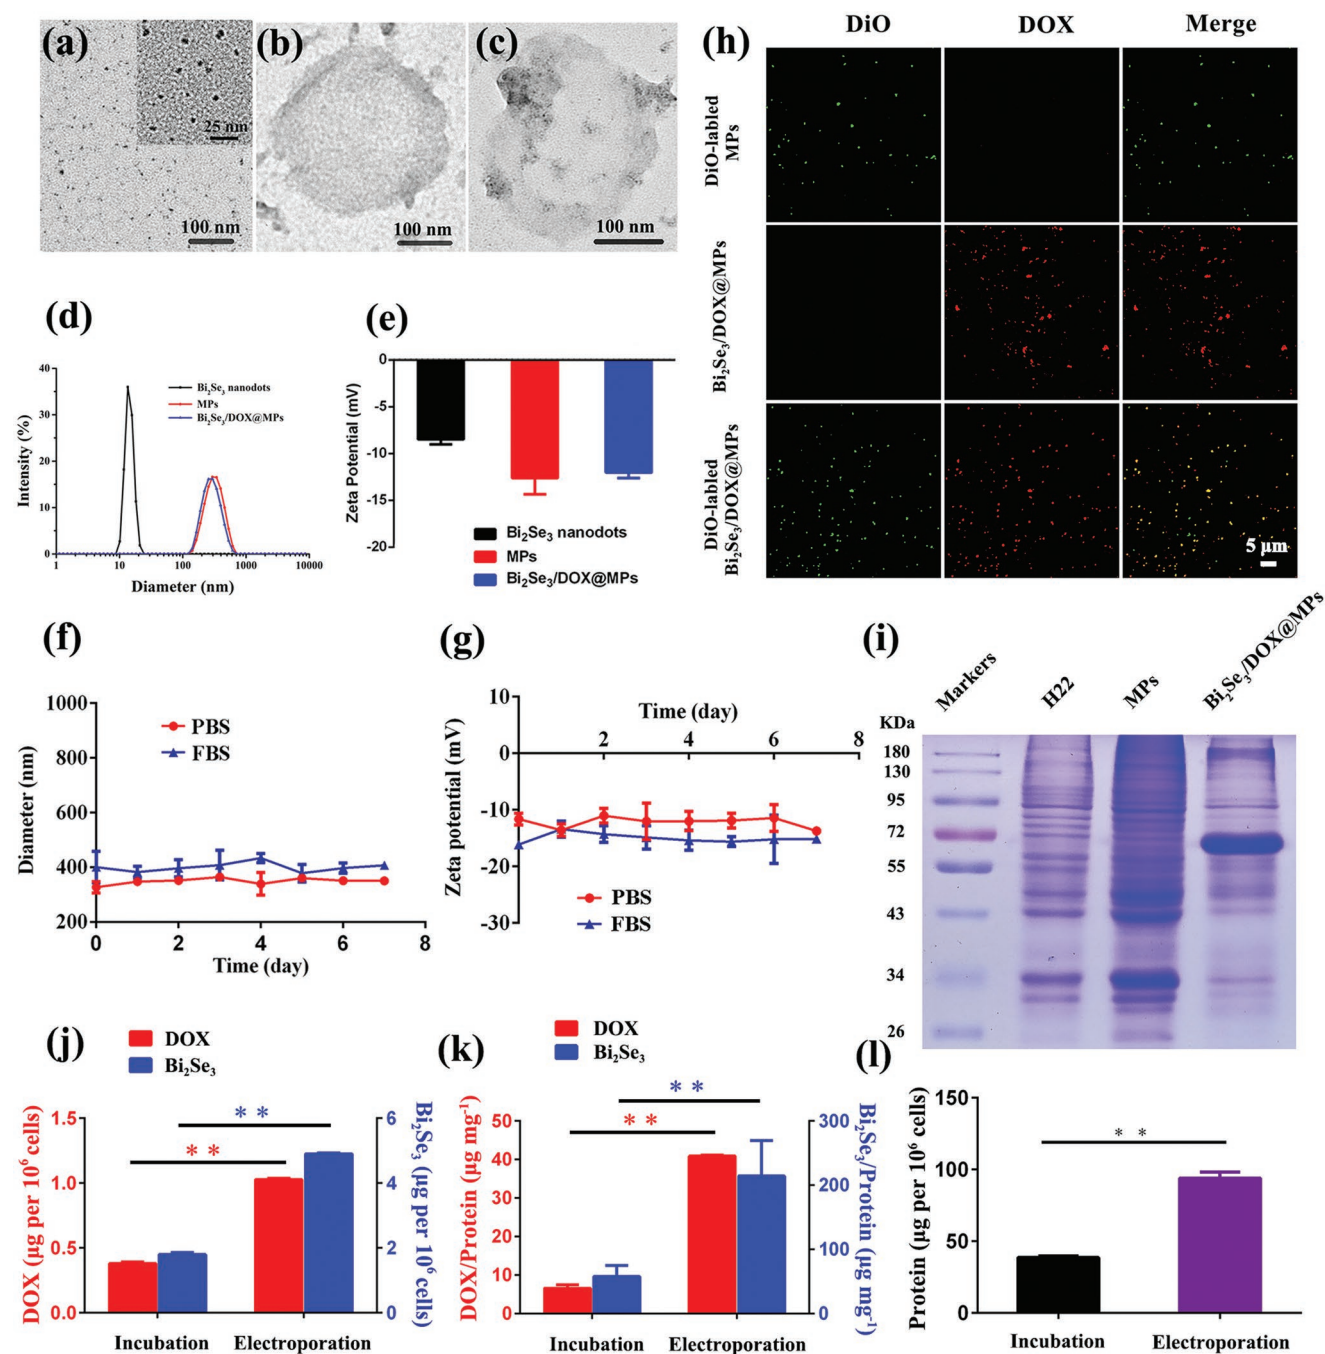 (a)
25 nm
100 nm
(b)
100 nm
(c)
100 nm
(d)
Intensity (%)
40
30
20
10
0
Bi₂Se₃ nanodots
MPs
Bi₂Se₃/DOX@MPs
1 10 100 1000 10000
Diameter (nm)
(e)
Zeta Potential (mV)
0
-5
-10
-15
-20
Bi₂Se₃ nanodots
MPs
Bi₂Se₃/DOX@MPs
(h)
DiO DOX Merge
DiO-labled
MPs
Bi₂Se₃/DOX@MPs
DiO-labled
Bi₂Se₃/DOX@MPs
5 μm
(f)
Diameter (nm)
1000
800
600
400
200
PBS
FBS
0 2 4 6 8
Time (day)
(g)
Zeta potential (mV)
Time (day)
2 4 6 8
0
-10
-20
-30
PBS
FBS
(i)
Markers H22 MPs Bi₂Se₃/DOX@MPs
KDa
180
130
95
72
55
43
34
26
(j)
DOX
Bi₂Se₃
DOX (μg per 10⁶ cells)
1.5
1.0
0.5
0.0
* *
* *
6
4
2
0
Bi₂Se₃ (μg per 10⁶ cells)
Incubation Electroporation
(k)
DOX
Bi₂Se₃
DOX/Protein (μg mg⁻¹)
50
40
30
20
10
0
* *
* *
300
200
100
0
Bi₂Se₃/Protein (μg mg⁻¹)
Incubation Electroporation
(l)
Protein (μg per 10⁶ cells)
150
100
50
0
* *
Incubation Electroporation